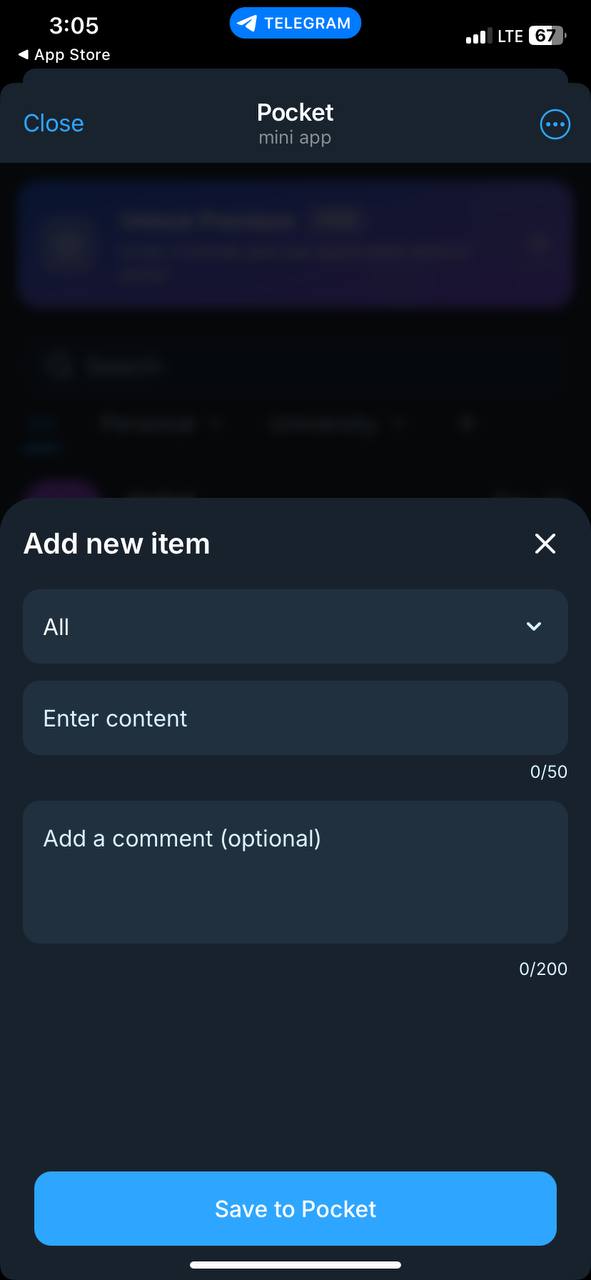 3:05
TELEGRAM
LTE
67
◀ App Store
Close
Pocket
mini app
Search
Personal
University
Add new item
All
Enter content
0/50
Add a comment (optional)
0/200
Save to Pocket